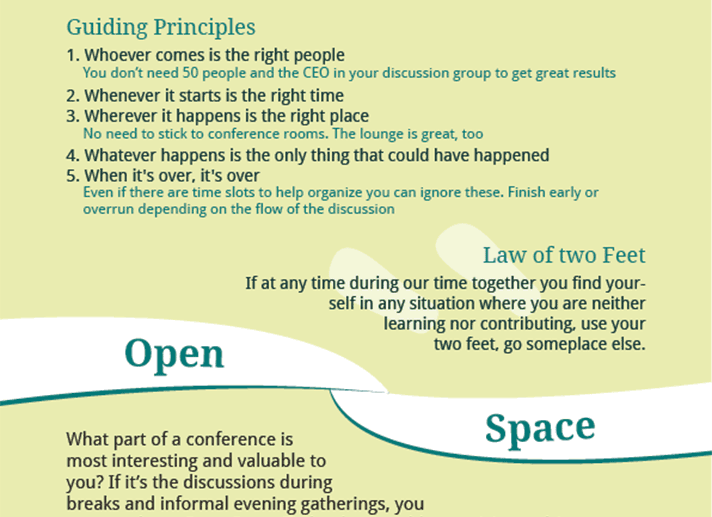 Guiding Principles
1. Whoever comes is the right people
You don't need 50 people and the CEO in your discussion group to get great results
2. Whenever it starts is the right time
3. Wherever it happens is the right place
No need to stick to conference rooms. The lounge is great, too
4. Whatever happens is the only thing that could have happened
5. When it's over, it's over
Even if there are time slots to help organize you can ignore these. Finish early or
overrun depending on the flow of the discussion
Law of two Feet
If at any time during our time together you find your-
self in any situation where you are neither
learning nor contributing, use your
two feet, go someplace else.
Open
Space
What part of a conference is
most interesting and valuable to
you? If it's the discussions during
breaks and informal evening gatherings, you